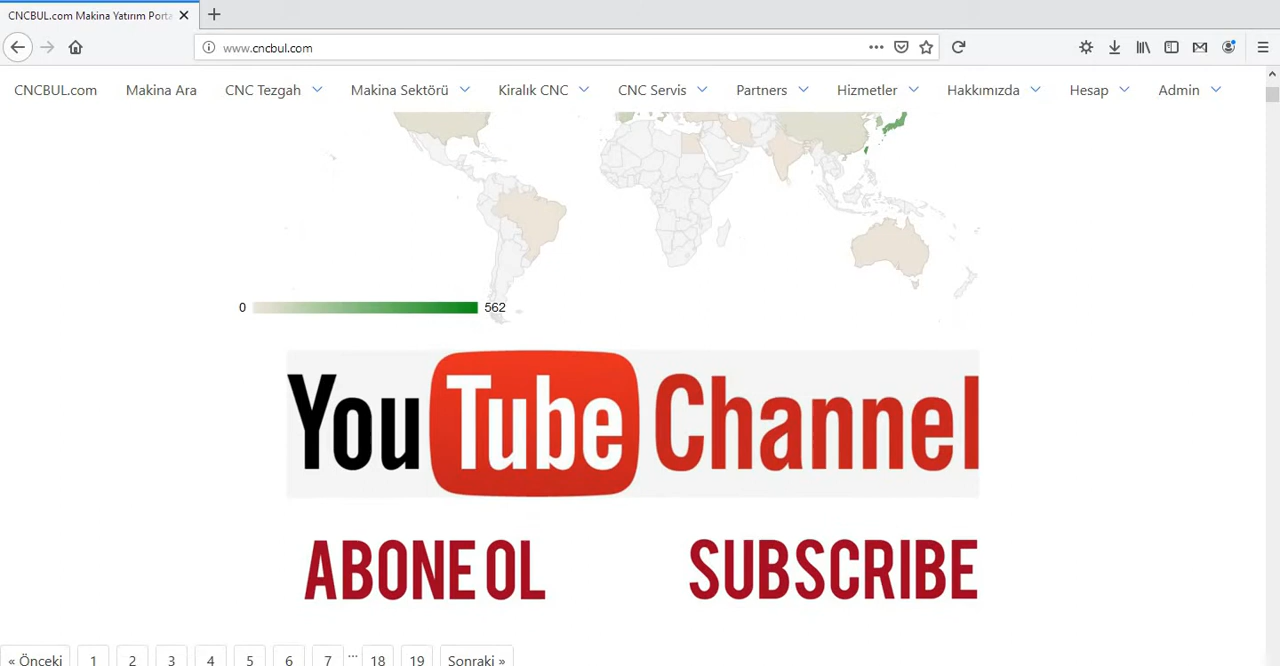 CNCBUL.com Makina Yatırım Porta
www.cncbul.com
CNCBUL.com Makina Ara CNC Tezgah Makina Sektörü Kiralık CNC CNC Servis Partners Hizmetler Hakkımızda Hesap Admin
0 562
YouTube Channel
ABONE OL SUBSCRIBE
« Önceki 1 2 3 4 5 6 7 ... 18 19 Sonraki »